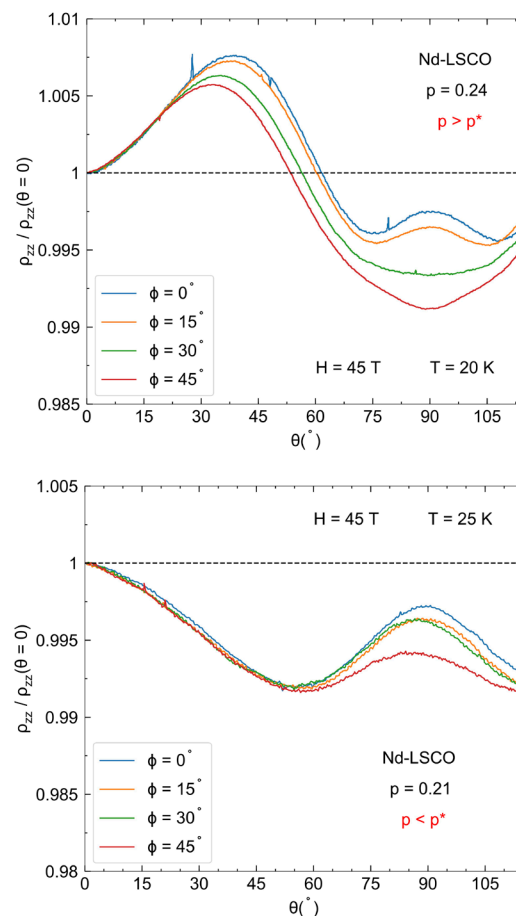 1.01
1.005
1
0.995
0.99
0.985
ρzz / ρzz(θ = 0)
Nd-LSCO
p = 0.24
p > p*
ϕ = 0°
ϕ = 15°
ϕ = 30°
ϕ = 45°
H = 45 T T = 20 K
0 15 30 45 60 75 90 105
θ(°)
1.005
1
0.995
0.99
0.985
0.98
ρzz / ρzz(θ = 0)
H = 45 T T = 25 K
Nd-LSCO
p = 0.21
p < p*
ϕ = 0°
ϕ = 15°
ϕ = 30°
ϕ = 45°
0 15 30 45 60 75 90 105
θ(°)